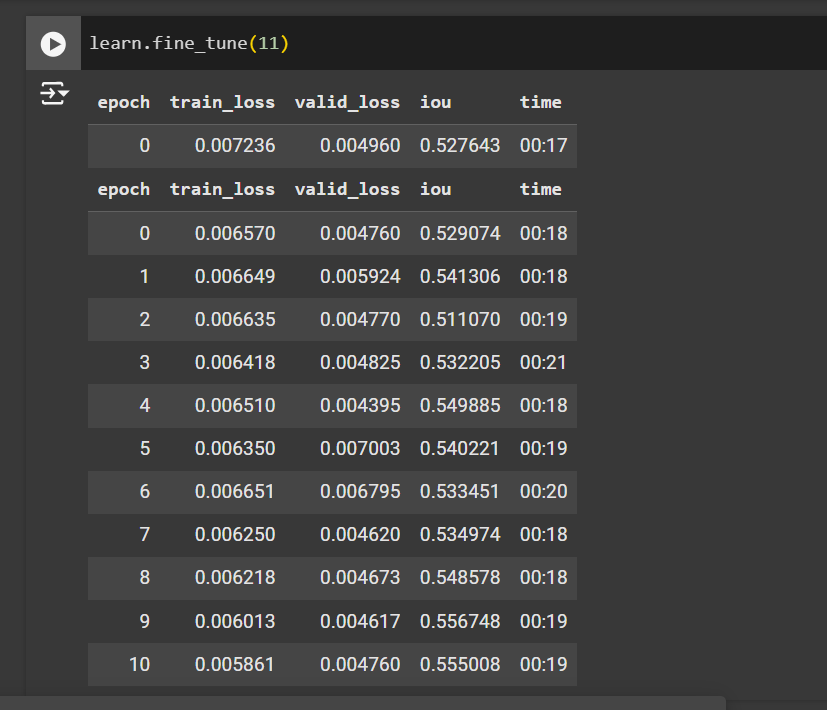 learn.fine_tune(11)
epoch train_loss valid_loss iou time
0 0.007236 0.004960 0.527643 00:17
epoch train_loss valid_loss iou time
0 0.006570 0.004760 0.529074 00:18
1 0.006649 0.005924 0.541306 00:18
2 0.006635 0.004770 0.511070 00:19
3 0.006418 0.004825 0.532205 00:21
4 0.006510 0.004395 0.549885 00:18
5 0.006350 0.007003 0.540221 00:19
6 0.006651 0.006795 0.533451 00:20
7 0.006250 0.004620 0.534974 00:18
8 0.006218 0.004673 0.548578 00:18
9 0.006013 0.004617 0.556748 00:19
10 0.005861 0.004760 0.555008 00:19